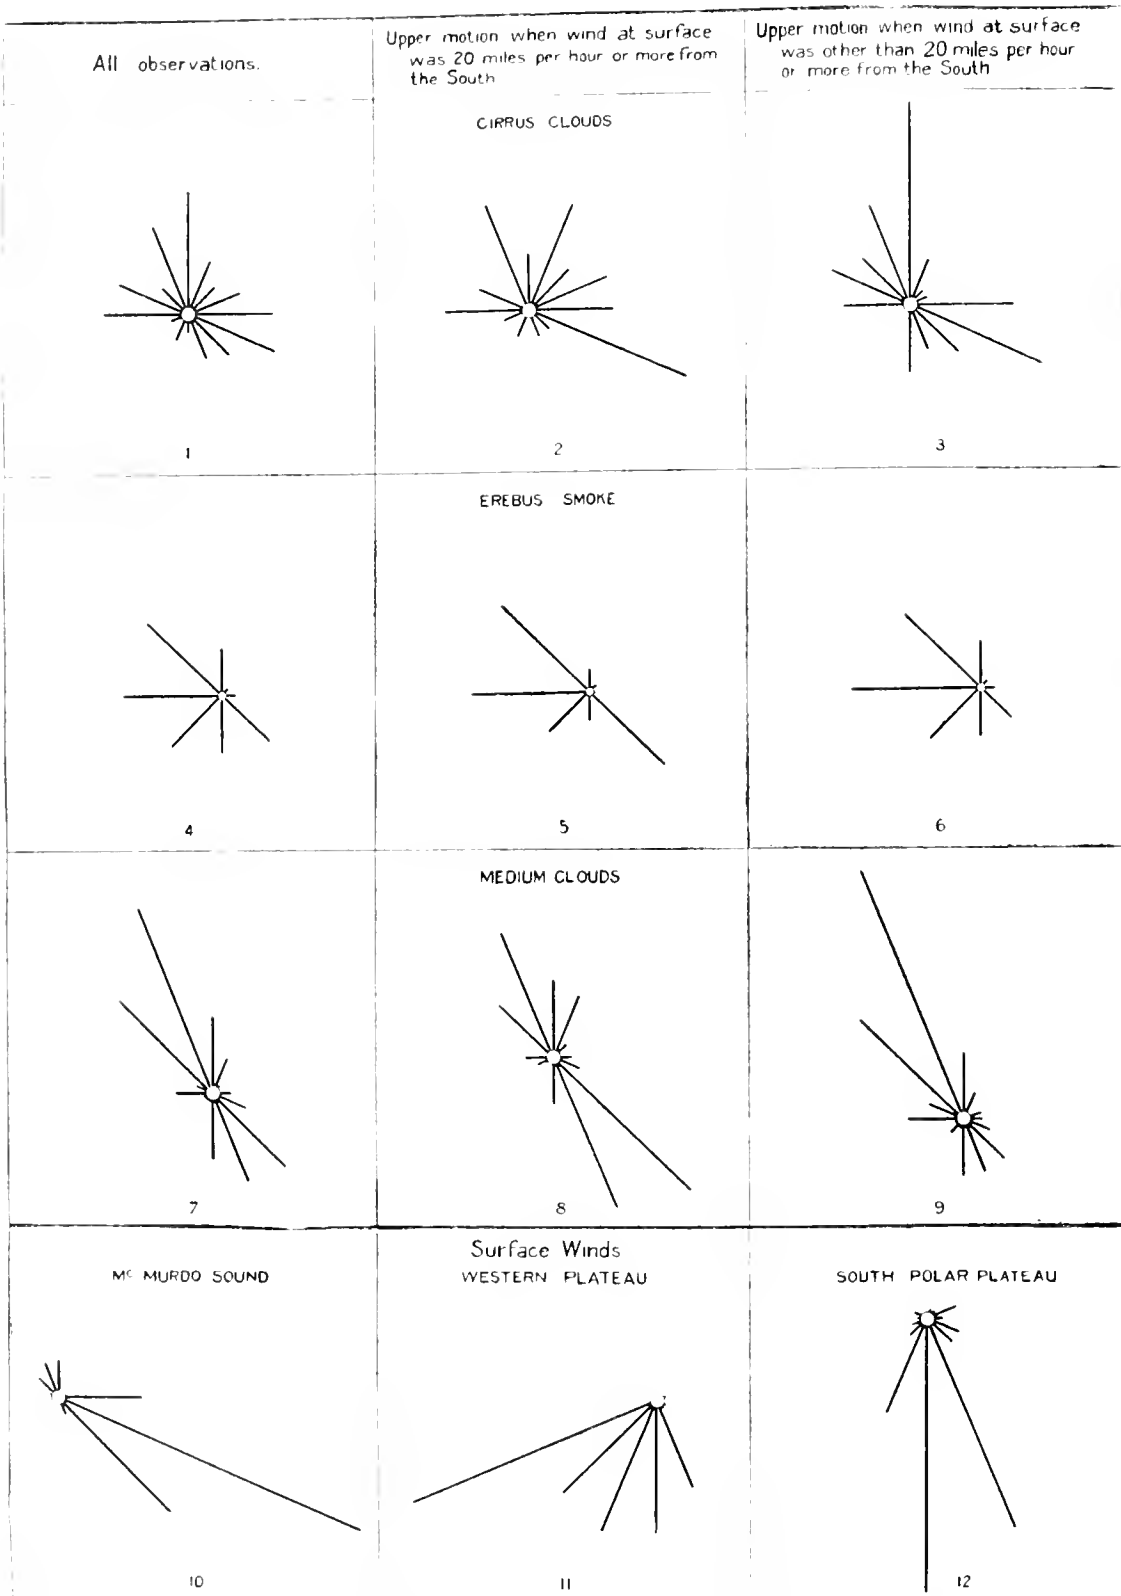 All observations.
Upper motion when wind at surface
was 20 miles per hour or more from
the South
Upper motion when wind at surface
was other than 20 miles per hour
or more from the South
CIRRUS CLOUDS
1
2
3
EREBUS SMOKE
4
5
6
MEDIUM CLOUDS
7
8
9
Surface Winds
Mc MURDO SOUND
WESTERN PLATEAU
SOUTH POLAR PLATEAU
10
11
12